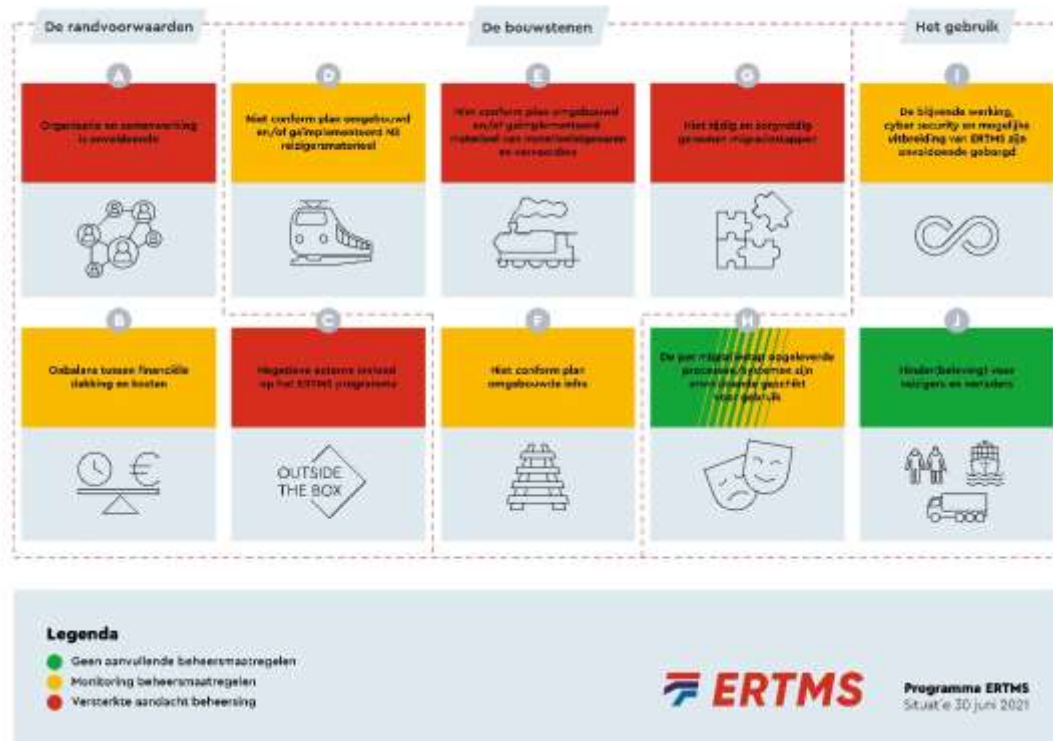 De randvoorwaarden
De bouwstenen
Het gebruik
A
Organisatie en samenwerking
is onvoldoende
D
Niet conform plan omgebouwd
en/of geïmplementeerd NS
reizigersmaterieel
E
Niet conform plan omgebouwd
en/of geïmplementeerd
materieel van materieeleigenaren
en vervoerders
G
Niet tijdig en zorgvuldig
genomen migratiestappen
I
De blijvende werking,
cyber security en mogelijke
uitbreiding van ERTMS zijn
onvoldoende geborgd
B
Onbalans tussen financiële
dekking en kosten
C
Negatieve externe invloed
op het ERTMS programma
F
Niet conform plan
omgebouwde infra
H
De per migratiestap opgeleverde
processen/systemen zijn
onvoldoende geschikt
voor gebruik
J
Hinder(beleving) voor
reizigers en verladers
OUTSIDE
THE BOX
Legenda
Geen aanvullende beheersmaatregelen
Monitoring beheersmaatregelen
Versterkte aandacht beheersing
ERTMS
Programma ERTMS
Situatie 30 juni 2021